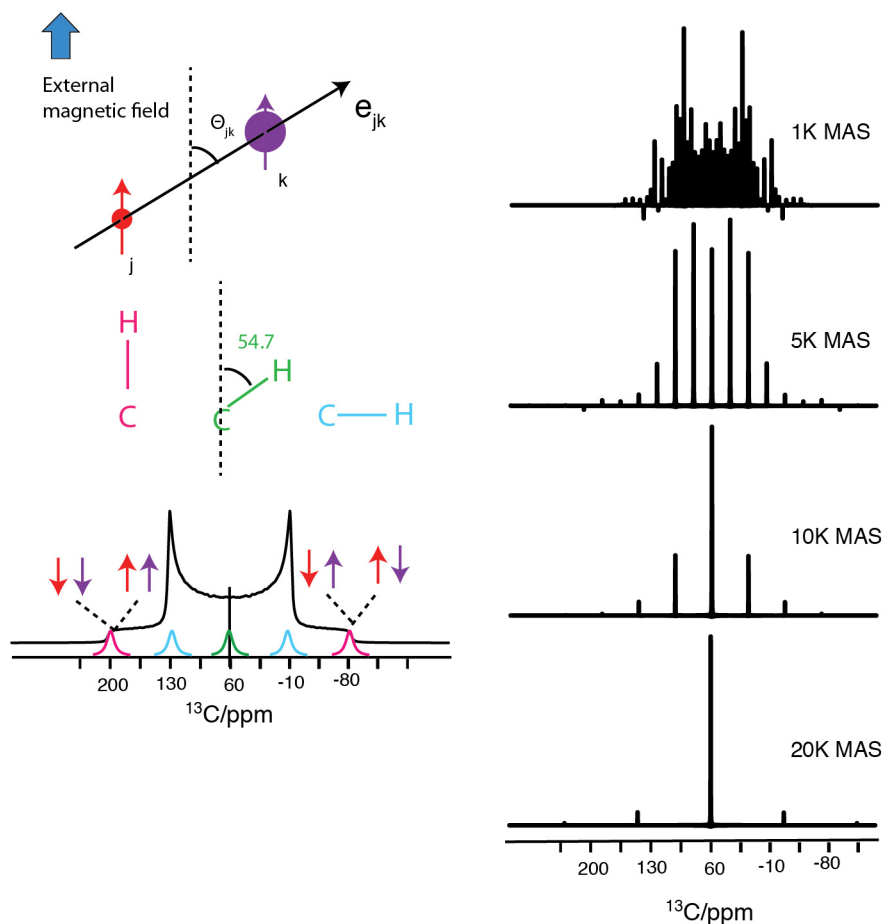 External
magnetic field
Θjk
ejk
k
j
H
C
54.7
H
C
C
H
200
130
60
-10
-80
13C/ppm
1K MAS
5K MAS
10K MAS
20K MAS
200
130
60
-10
-80
13C/ppm